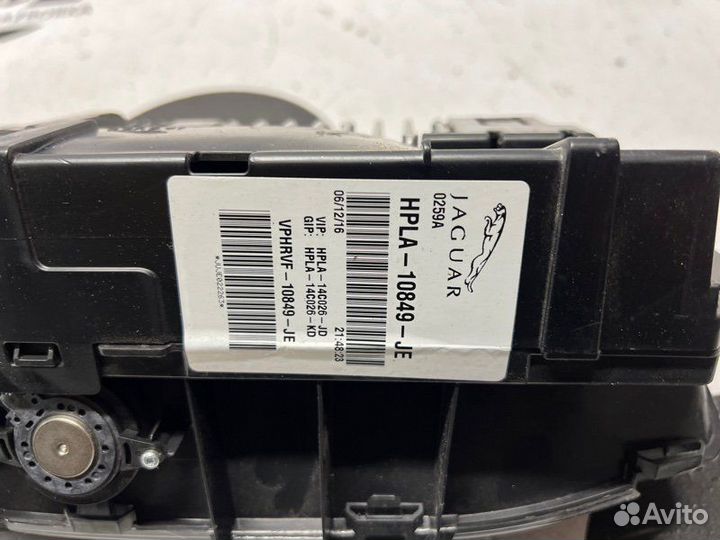 JAGUAR
0259A
HPLA-10849-JE
06/12/16 21:48:23
VIP: HPLA-14C026-JD
GIP: HPLA-14C026-KD
VPHRVF-10849-JE
*JUJE022263*
Avito